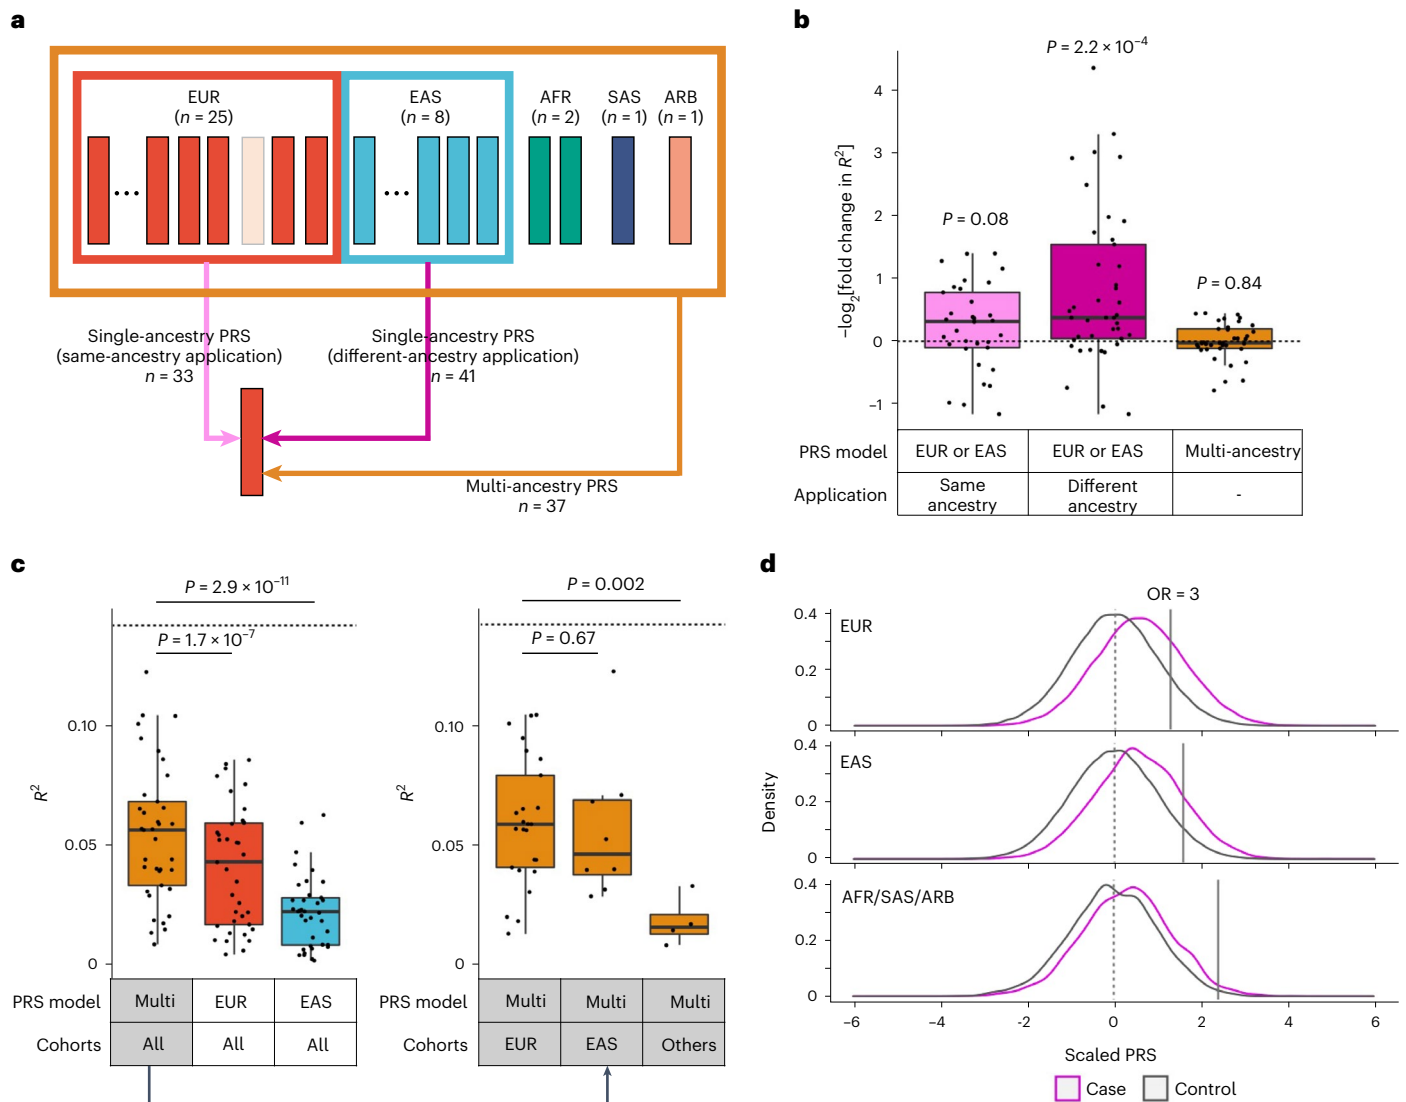 a
EUR
(n = 25)
EAS
(n = 8)
AFR
(n = 2)
SAS
(n = 1)
ARB
(n = 1)
Single-ancestry PRS
(same-ancestry application)
n = 33
Single-ancestry PRS
(different-ancestry application)
n = 41
Multi-ancestry PRS
n = 37
b
P = 2.2 × 10⁻⁴
P = 0.08
P = 0.84
−log₂[fold change in R²]
4
3
2
1
0
−1
PRS model
EUR or EAS
EUR or EAS
Multi-ancestry
Application
Same
ancestry
Different
ancestry
-
c
P = 2.9 × 10⁻¹¹
P = 1.7 × 10⁻⁷
R²
0.10
0.05
0
PRS model
Multi
EUR
EAS
Cohorts
All
All
All
P = 0.002
P = 0.67
R²
0.10
0.05
0
PRS model
Multi
Multi
Multi
Cohorts
EUR
EAS
Others
d
OR = 3
EUR
0.4
0.2
0
EAS
0.4
0.2
0
AFR/SAS/ARB
0.4
0.2
0
Density
−6
−4
−2
0
2
4
6
Scaled PRS
Case
Control